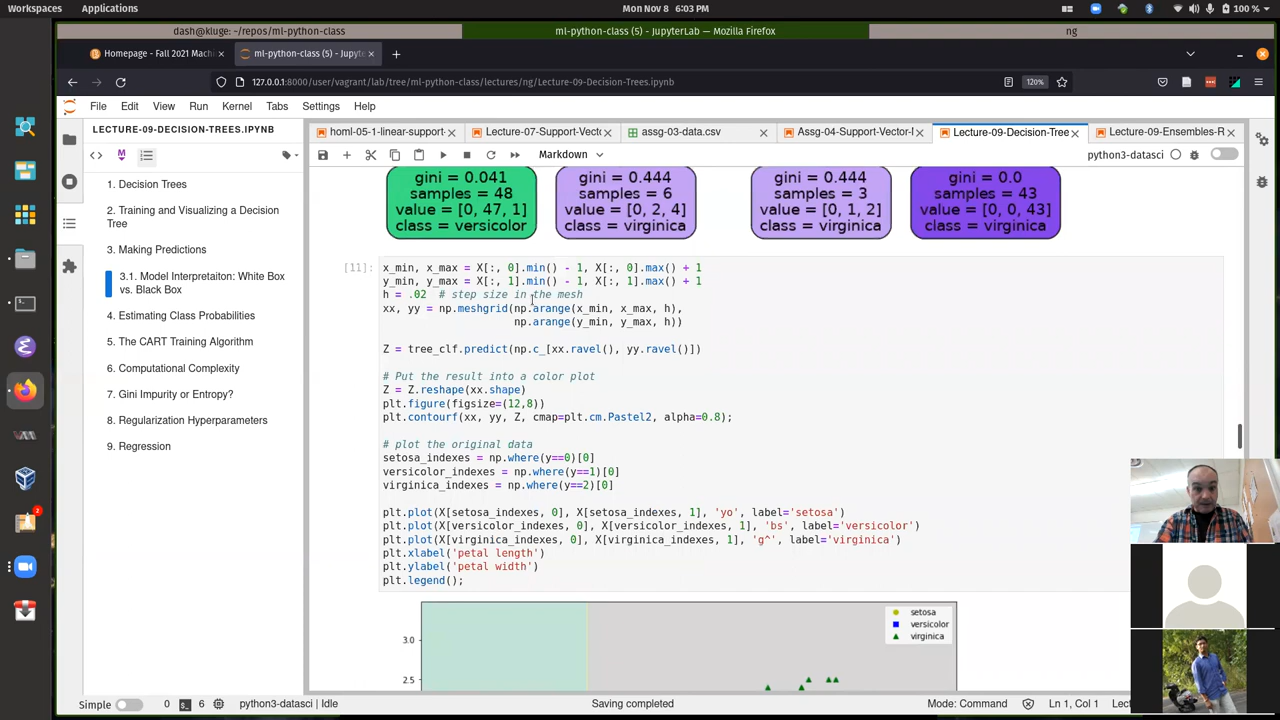 Workspaces Applications Mon Nov 8 6:03 PM 100 %
dash@kluge: ~/repos/ml-python-class ml-python-class (5) - JupyterLab — Mozilla Firefox ng
Homepage - Fall 2021 Mach ml-python-class (5) - Jupyt
127.0.0.1:8000/user/vagrant/lab/tree/ml-python-class/lectures/ng/Lecture-09-Decision-Trees.ipynb 120%
File Edit View Run Kernel Tabs Settings Help
LECTURE-09-DECISION-TREES.IPYNB
homl-05-1-linear-support- Lecture-07-Support-Vecto assg-03-data.csv Assg-04-Support-Vector-I Lecture-09-Decision-Tree Lecture-09-Ensembles-R
Markdown python3-datasci
1. Decision Trees
2. Training and Visualizing a Decision
Tree
3. Making Predictions
3.1. Model Interpretaiton: White Box
vs. Black Box
4. Estimating Class Probabilities
5. The CART Training Algorithm
6. Computational Complexity
7. Gini Impurity or Entropy?
8. Regularization Hyperparameters
9. Regression
gini = 0.041
samples = 48
value = [0, 47, 1]
class = versicolor
gini = 0.444
samples = 6
value = [0, 2, 4]
class = virginica
gini = 0.444
samples = 3
value = [0, 1, 2]
class = virginica
gini = 0.0
samples = 43
value = [0, 0, 43]
class = virginica
[11]: x_min, x_max = X[:, 0].min() - 1, X[:, 0].max() + 1
y_min, y_max = X[:, 1].min() - 1, X[:, 1].max() + 1
h = .02 # step size in the mesh
xx, yy = np.meshgrid(np.arange(x_min, x_max, h),
np.arange(y_min, y_max, h))
Z = tree_clf.predict(np.c_[xx.ravel(), yy.ravel()])
# Put the result into a color plot
Z = Z.reshape(xx.shape)
plt.figure(figsize=(12,8))
plt.contourf(xx, yy, Z, cmap=plt.cm.Pastel2, alpha=0.8);
# plot the original data
setosa_indexes = np.where(y==0)[0]
versicolor_indexes = np.where(y==1)[0]
virginica_indexes = np.where(y==2)[0]
plt.plot(X[setosa_indexes, 0], X[setosa_indexes, 1], 'yo', label='setosa')
plt.plot(X[versicolor_indexes, 0], X[versicolor_indexes, 1], 'bs', label='versicolor')
plt.plot(X[virginica_indexes, 0], X[virginica_indexes, 1], 'g^', label='virginica')
plt.xlabel('petal length')
plt.ylabel('petal width')
plt.legend();
setosa
versicolor
virginica
3.0
2.5
Simple 0 6 python3-datasci | Idle Saving completed Mode: Command Ln 1, Col 1 Lect
2